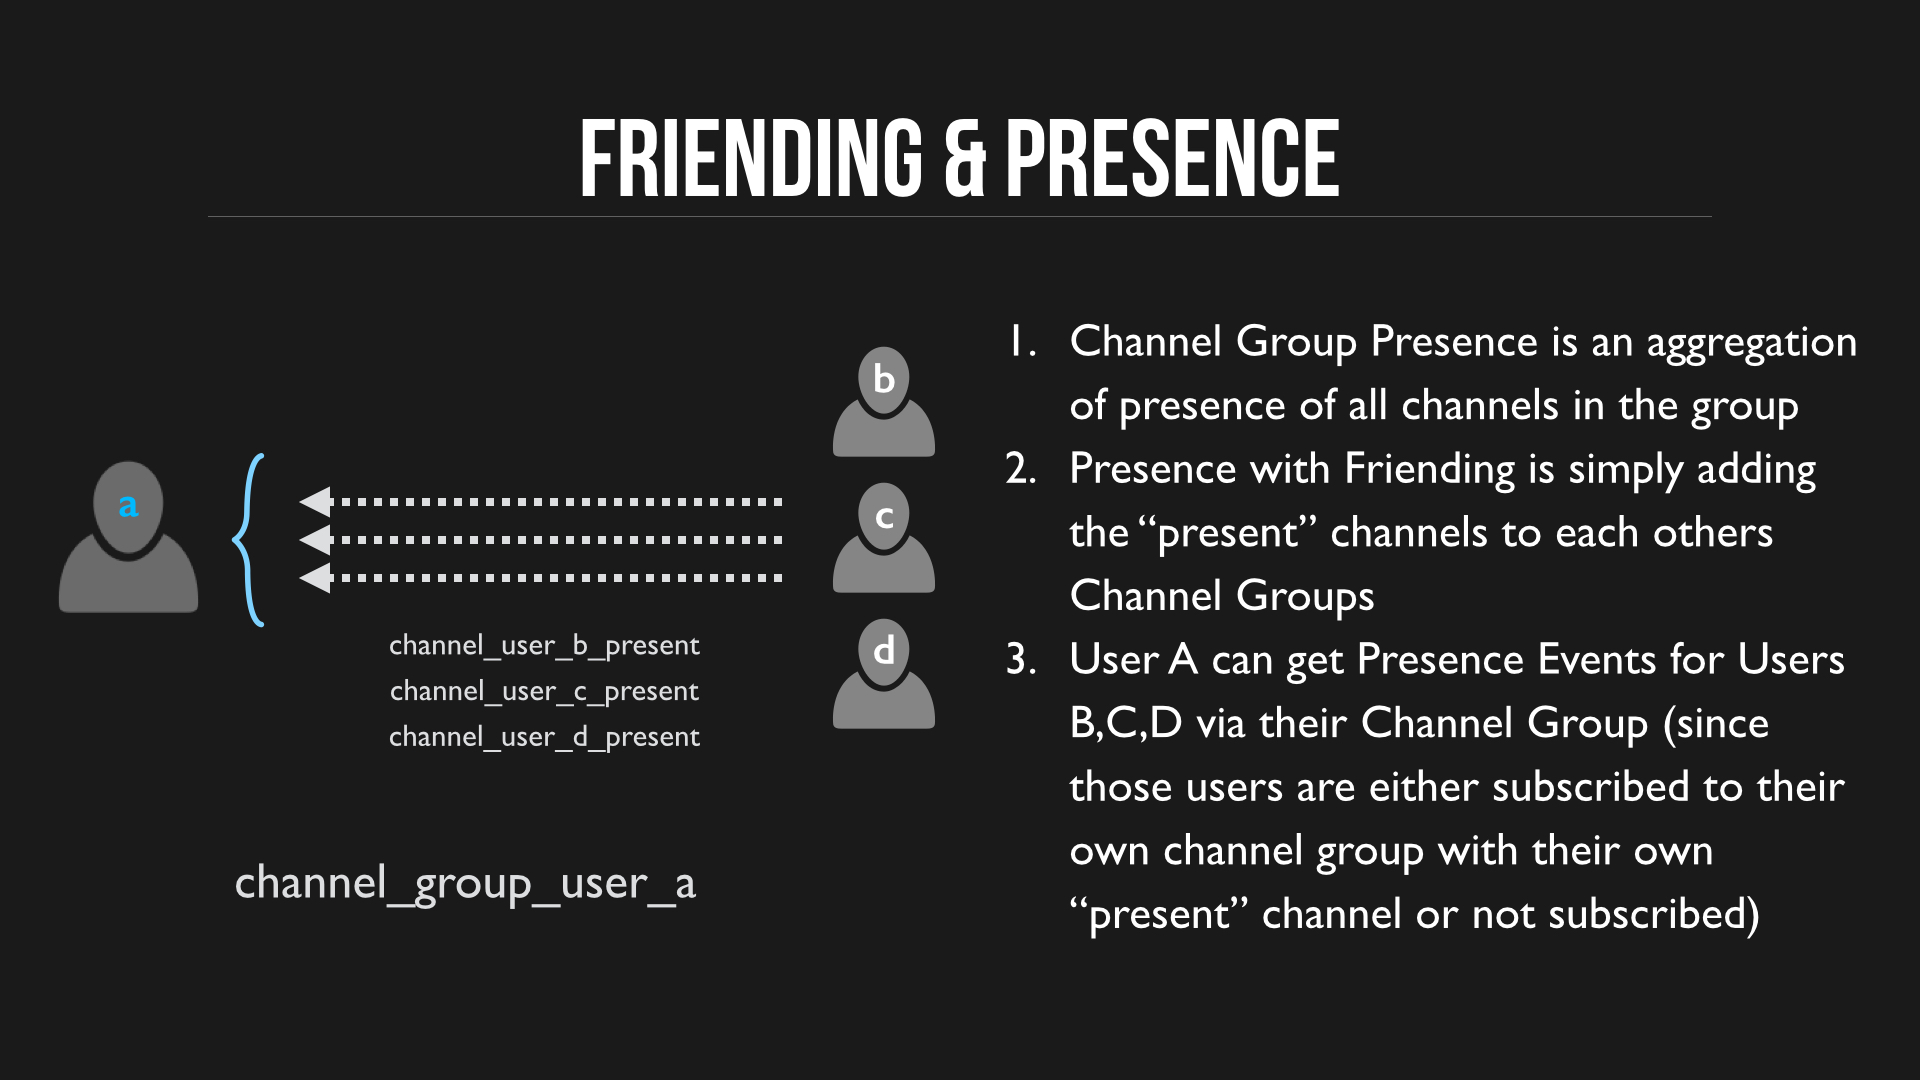 FRIENDING & PRESENCE
a
b
c
d
channel_user_b_present
channel_user_c_present
channel_user_d_present
channel_group_user_a
1. Channel Group Presence is an aggregation
of presence of all channels in the group
2. Presence with Friending is simply adding
the “present” channels to each others
Channel Groups
3. User A can get Presence Events for Users
B,C,D via their Channel Group (since
those users are either subscribed to their
own channel group with their own
“present” channel or not subscribed)